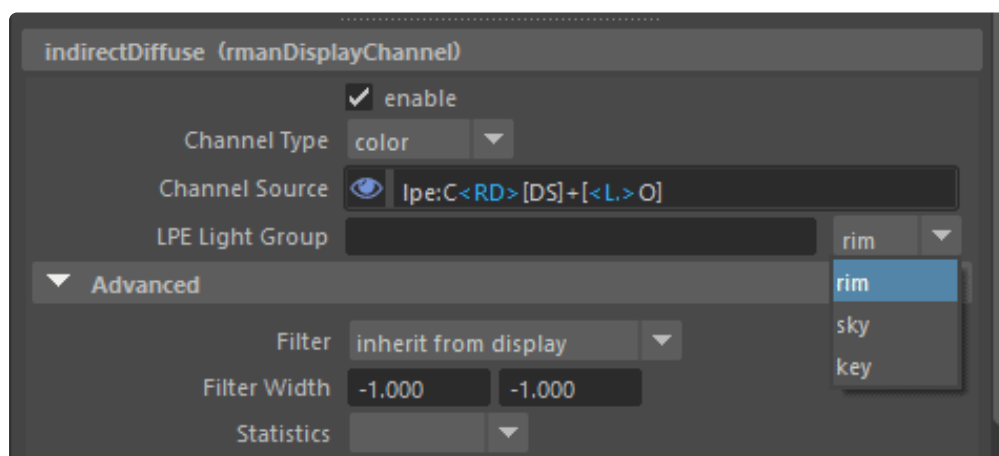 indirectDiffuse (rmanDisplayChannel)
enable
Channel Type color
Channel Source lpe:C<RD>[DS]+[<L.>O]
LPE Light Group rim
rim
Advanced
sky
Filter inherit from display
key
Filter Width -1.000 -1.000
Statistics